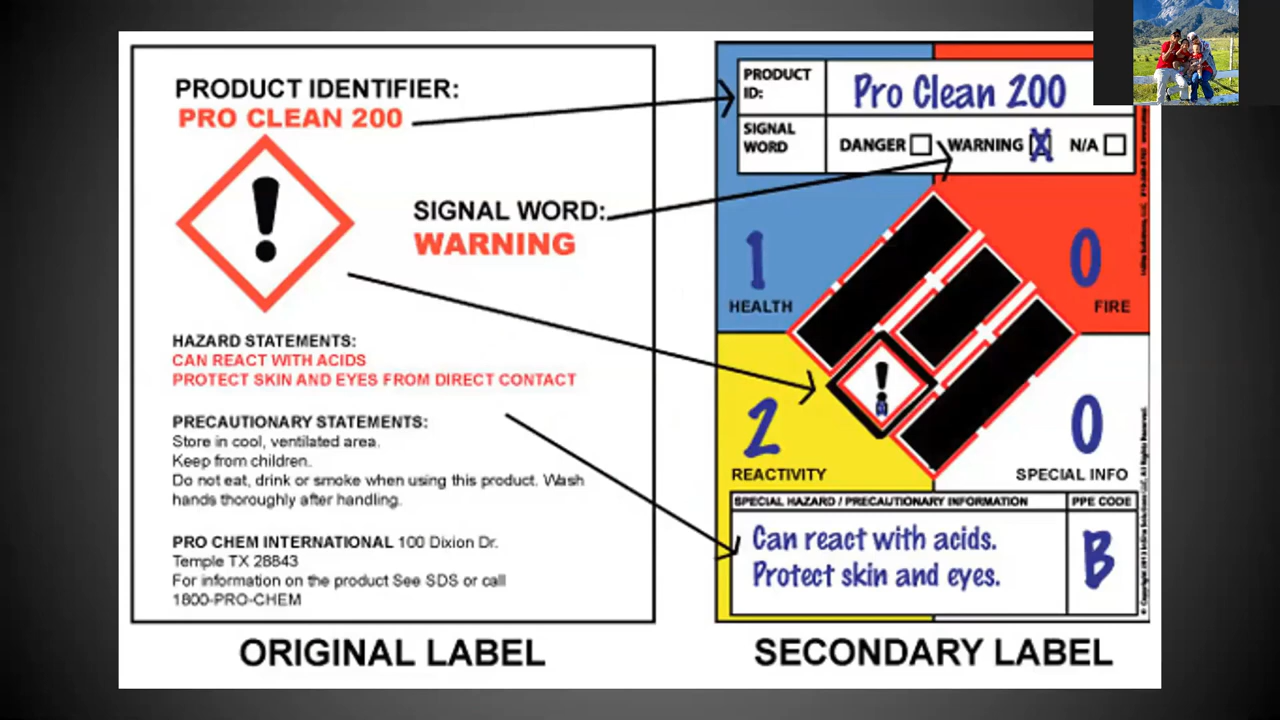 PRODUCT IDENTIFIER:
PRO CLEAN 200
SIGNAL WORD:
WARNING
HAZARD STATEMENTS:
CAN REACT WITH ACIDS
PROTECT SKIN AND EYES FROM DIRECT CONTACT
PRECAUTIONARY STATEMENTS:
Store in cool, ventilated area.
Keep from children.
Do not eat, drink or smoke when using this product. Wash
hands thoroughly after handling.
PRO CHEM INTERNATIONAL 100 Dixion Dr.
Temple TX 28843
For information on the product See SDS or call
1800-PRO-CHEM
ORIGINAL LABEL
PRODUCT
ID:
Pro Clean 200
SIGNAL
WORD
DANGER WARNING X N/A
1
HEALTH
0
FIRE
2
REACTIVITY
0
SPECIAL INFO
SPECIAL HAZARD / PRECAUTIONARY INFORMATION
PPE CODE
Can react with acids.
Protect skin and eyes.
B
SECONDARY LABEL